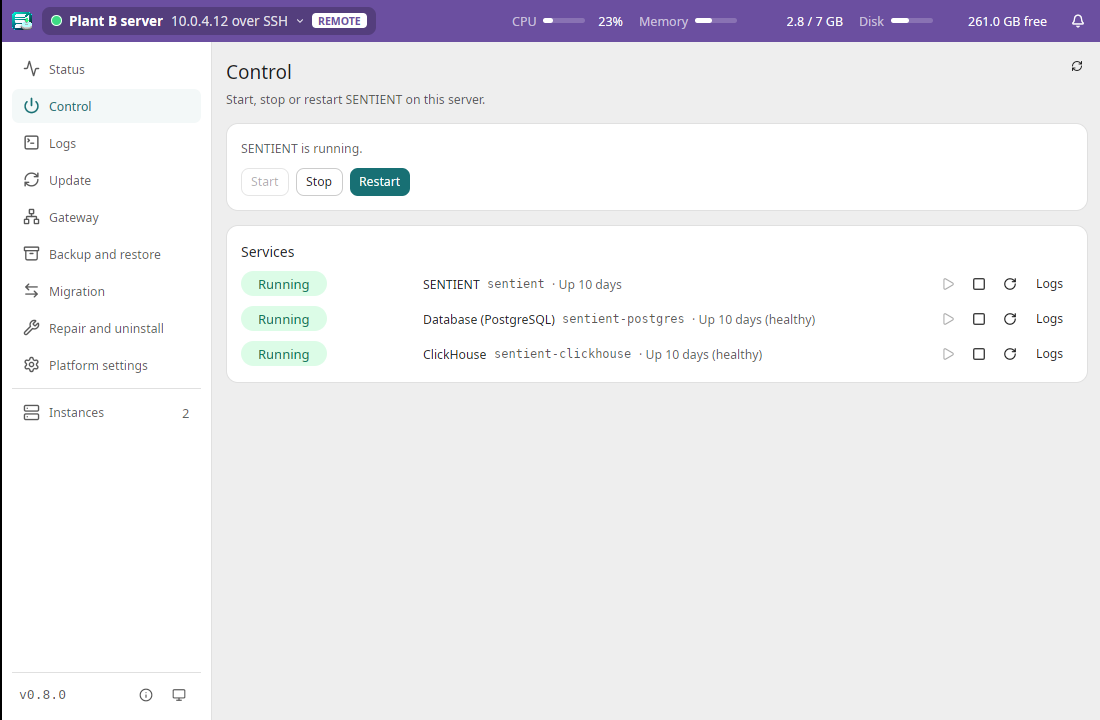 Plant B server 10.0.4.12 over SSH REMOTE CPU 23% Memory 2.8 / 7 GB Disk 261.0 GB free
Status
Control
Logs
Update
Gateway
Backup and restore
Migration
Repair and uninstall
Platform settings
Instances 2
v0.8.0
Control
Start, stop or restart SENTIENT on this server.
SENTIENT is running.
Start Stop Restart
Services
Running SENTIENT sentient · Up 10 days Logs
Running Database (PostgreSQL) sentient-postgres · Up 10 days (healthy) Logs
Running ClickHouse sentient-clickhouse · Up 10 days (healthy) Logs